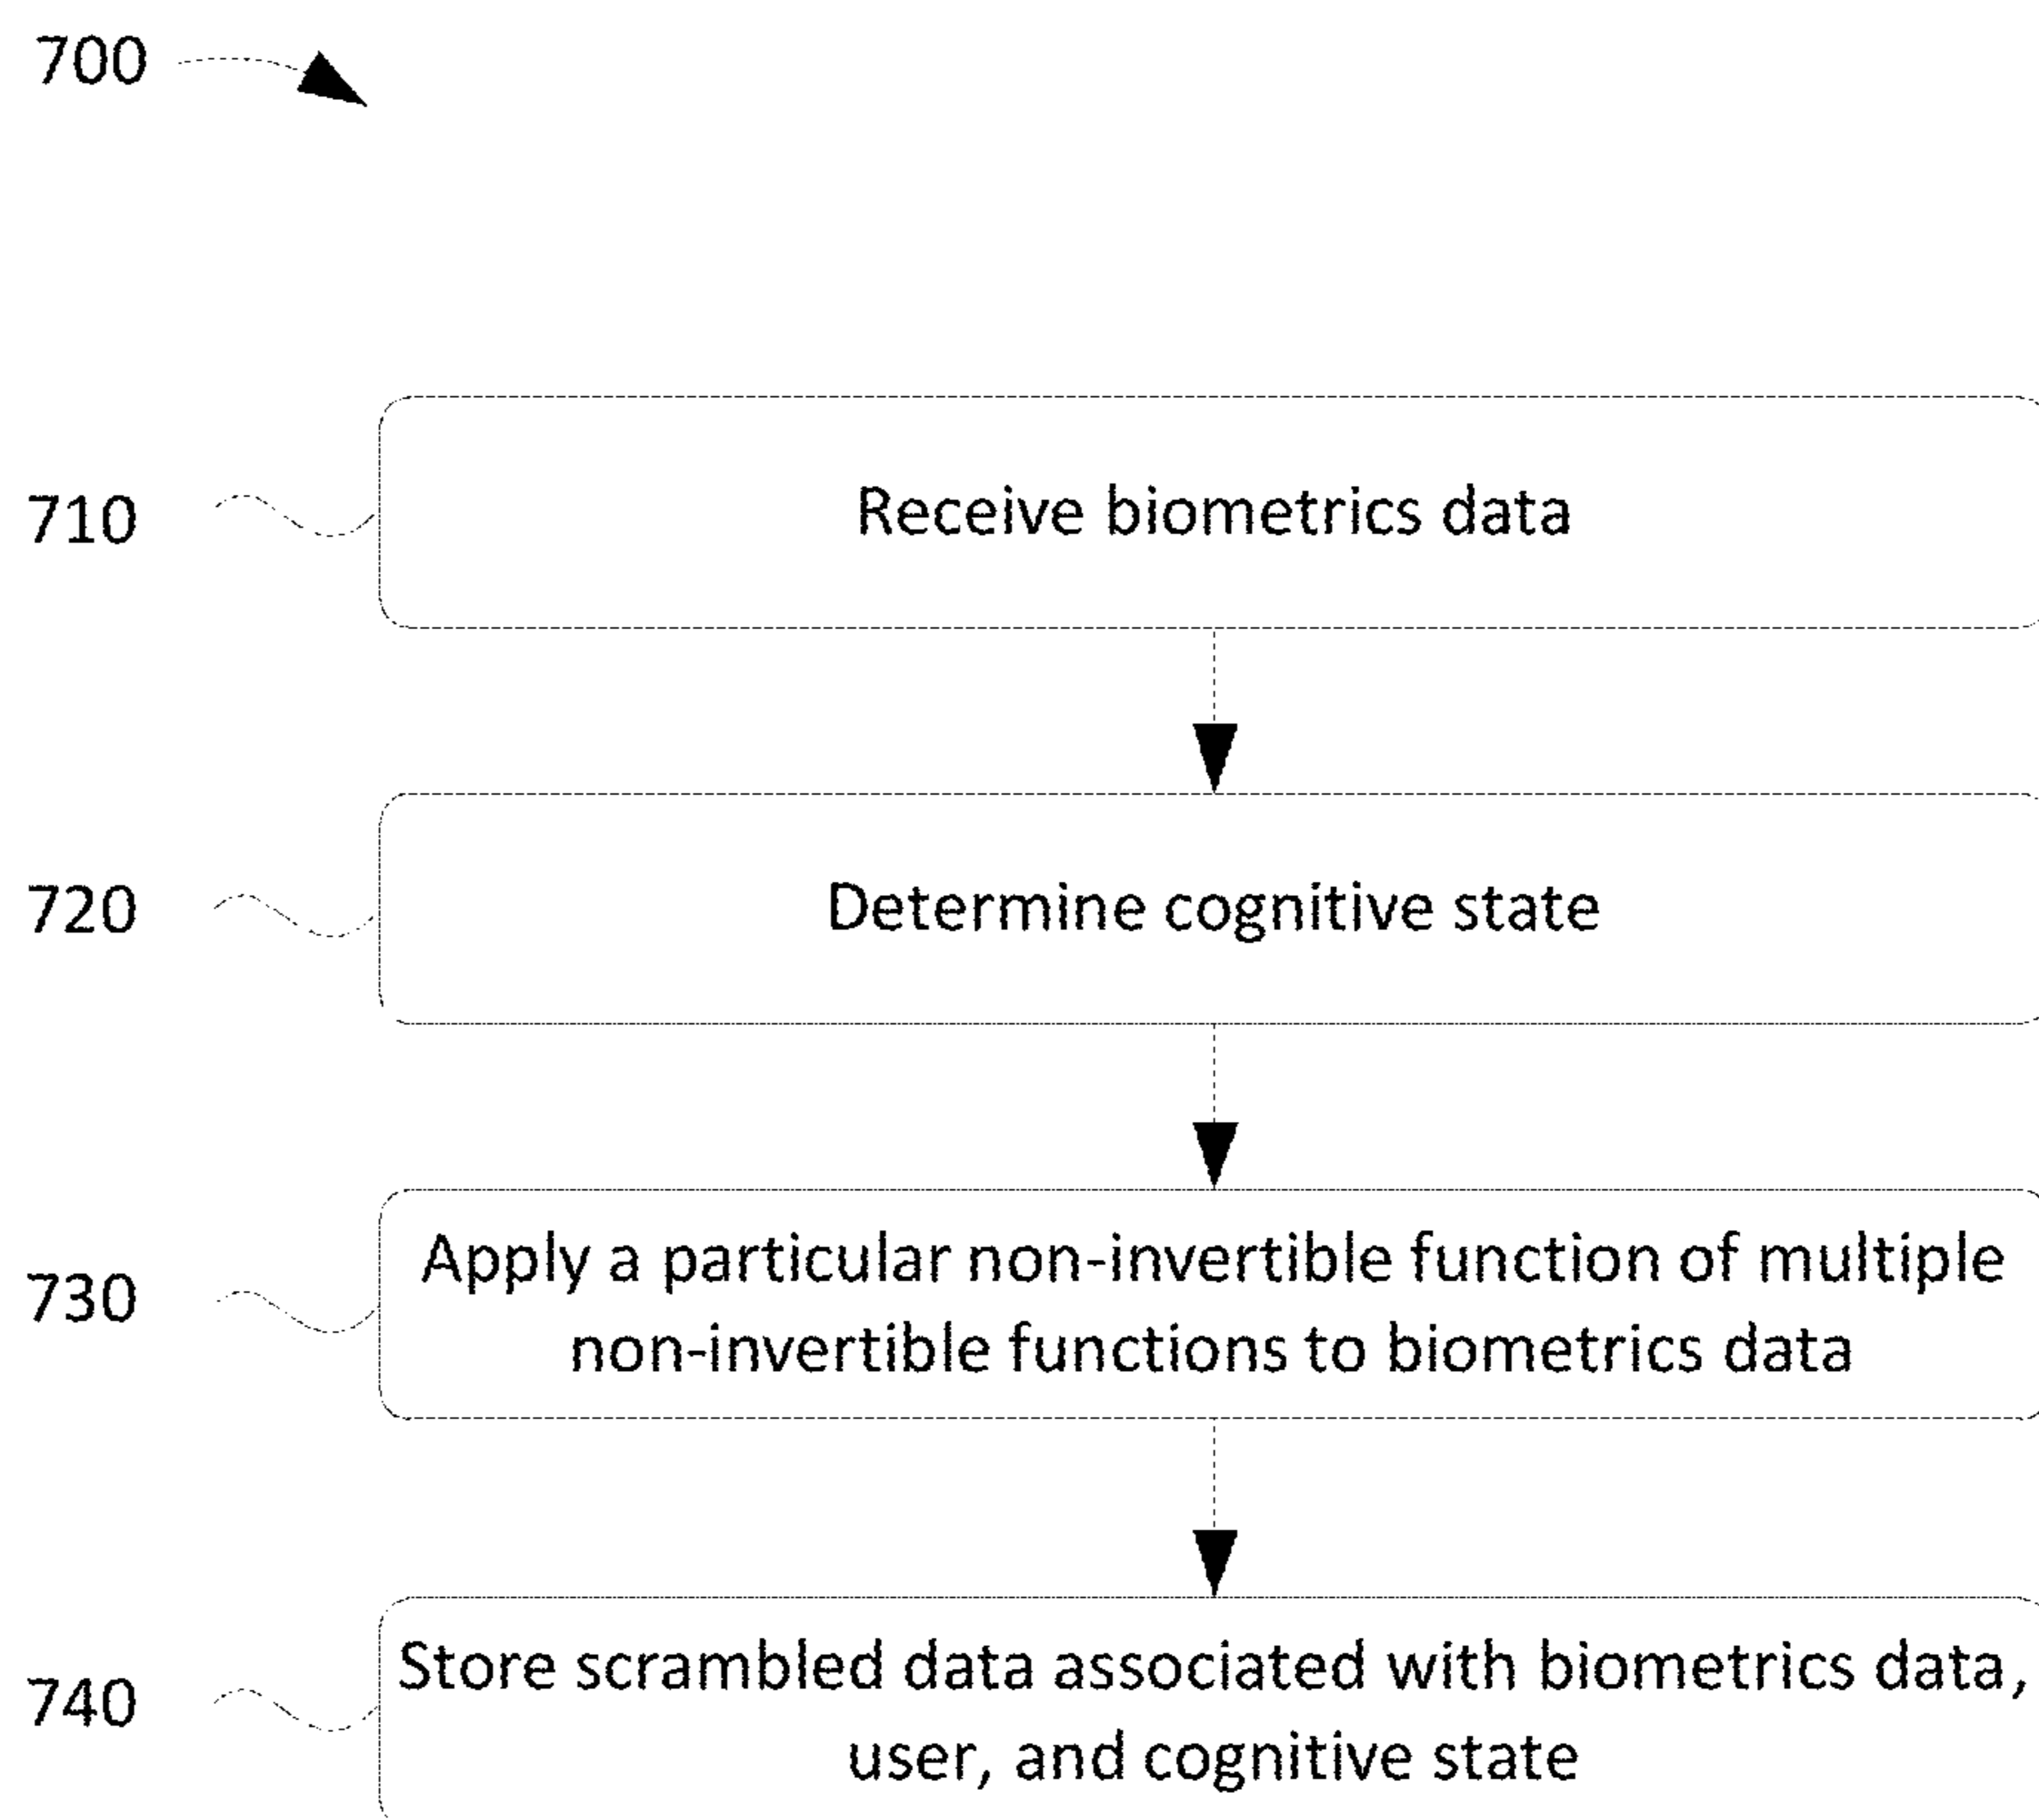 700
710
Receive biometrics data
720
Determine cognitive state
730
Apply a particular non-invertible function of multiple
non-invertible functions to biometrics data
740
Store scrambled data associated with biometrics data,
user, and cognitive state